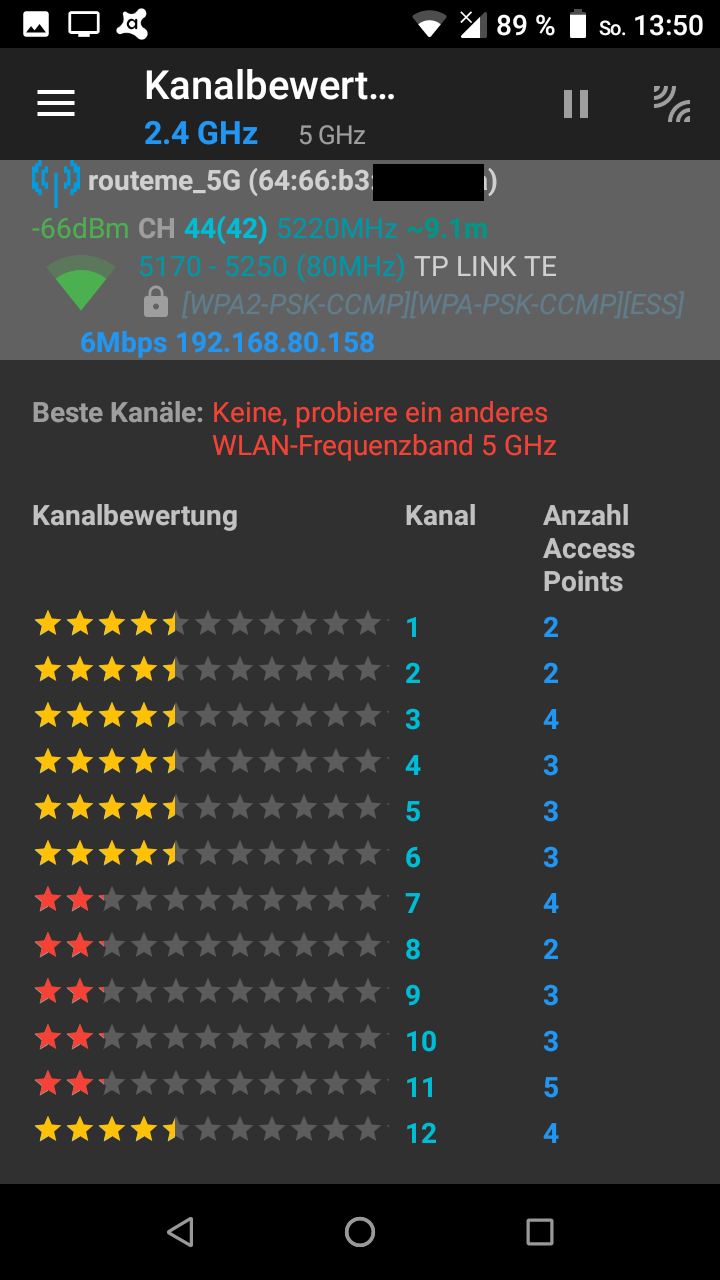 89 % So. 13:50
Kanalbewert...
2.4 GHz 5 GHz
routeme_5G (64:66:b3: )
-66dBm CH 44(42) 5220MHz ~9.1m
5170 - 5250 (80MHz) TP LINK TE
[WPA2-PSK-CCMP][WPA-PSK-CCMP][ESS]
6Mbps 192.168.80.158
Beste Kanäle: Keine, probiere ein anderes
WLAN-Frequenzband 5 GHz
Kanalbewertung Kanal Anzahl
Access
Points
1 2
2 2
3 4
4 3
5 3
6 3
7 4
8 2
9 3
10 3
11 5
12 4